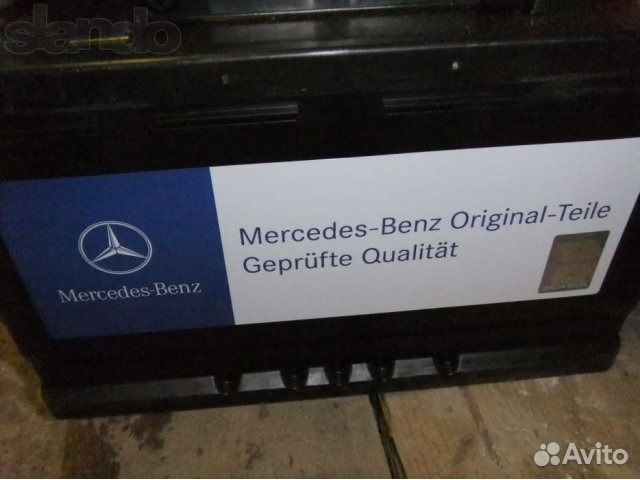 slando
Mercedes-Benz Original-Teile
Geprüfte Qualität
Mercedes-Benz
Avito